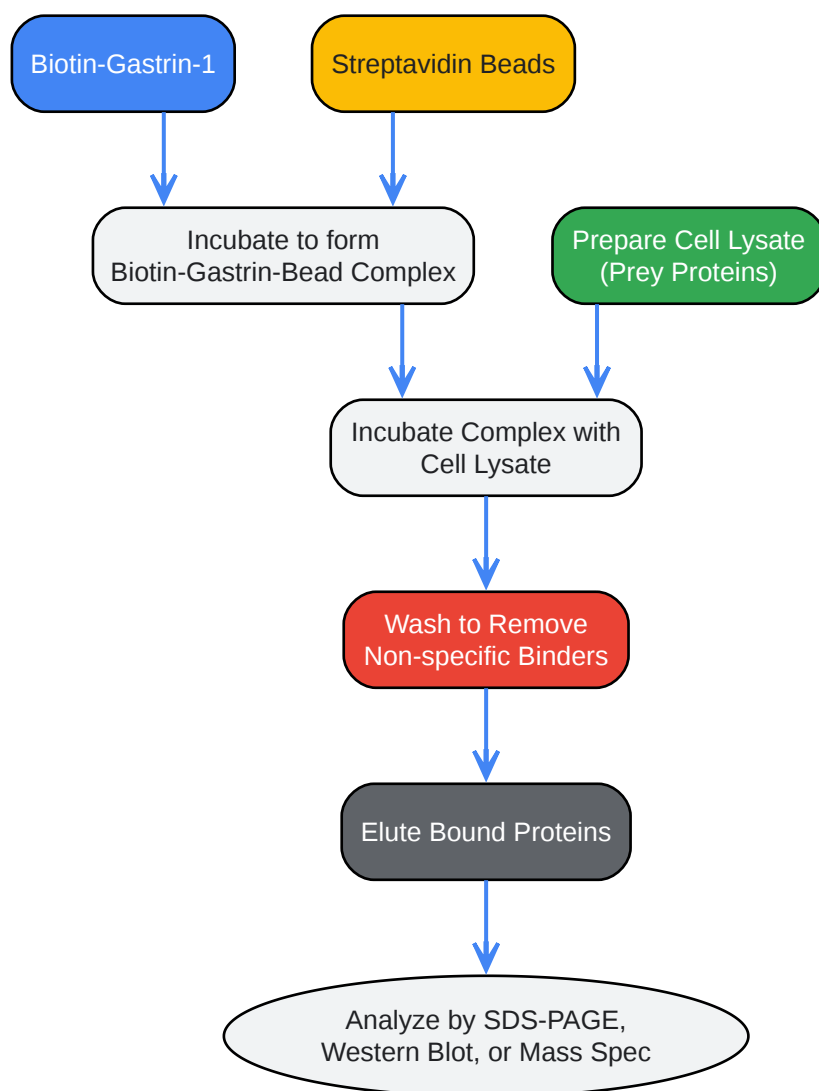 Biotin-Gastrin-1
Streptavidin Beads
Incubate to form
Biotin-Gastrin-Bead Complex
Prepare Cell Lysate
(Prey Proteins)
Incubate Complex with
Cell Lysate
Wash to Remove
Non-specific Binders
Elute Bound Proteins
Analyze by SDS-PAGE,
Western Blot, or Mass Spec